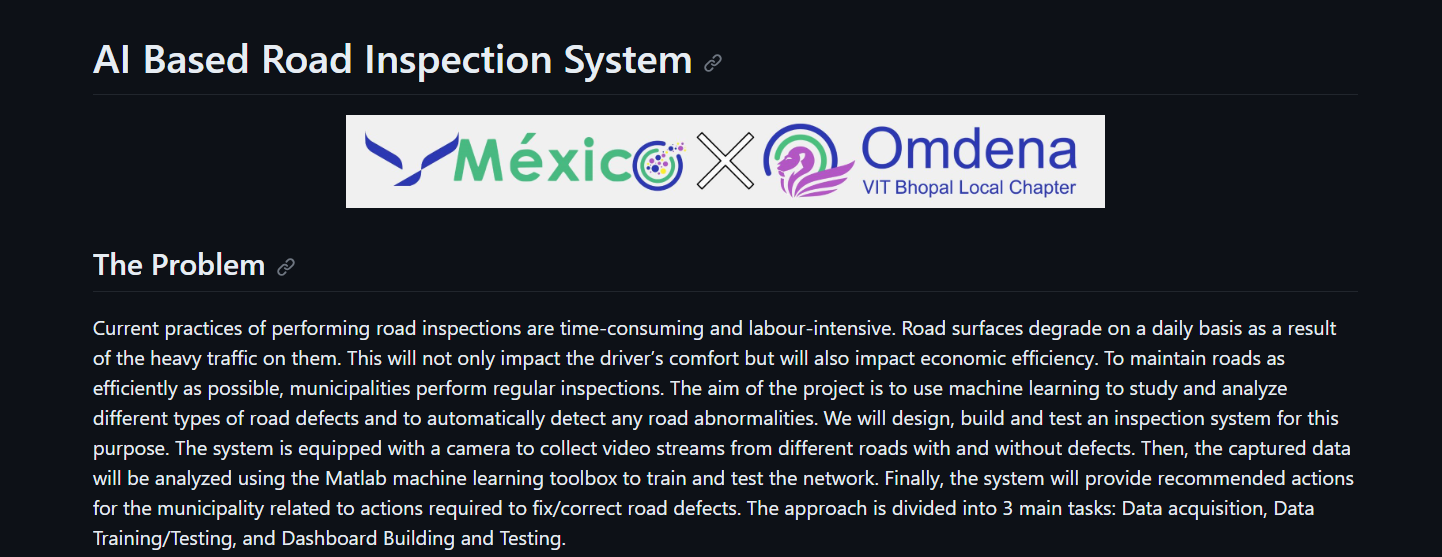 AI Based Road Inspection System
México
Omdena
VIT Bhopal Local Chapter
The Problem
Current practices of performing road inspections are time-consuming and labour-intensive. Road surfaces degrade on a daily basis as a result
of the heavy traffic on them. This will not only impact the driver’s comfort but will also impact economic efficiency. To maintain roads as
efficiently as possible, municipalities perform regular inspections. The aim of the project is to use machine learning to study and analyze
different types of road defects and to automatically detect any road abnormalities. We will design, build and test an inspection system for this
purpose. The system is equipped with a camera to collect video streams from different roads with and without defects. Then, the captured data
will be analyzed using the Matlab machine learning toolbox to train and test the network. Finally, the system will provide recommended actions
for the municipality related to actions required to fix/correct road defects. The approach is divided into 3 main tasks: Data acquisition, Data
Training/Testing, and Dashboard Building and Testing.